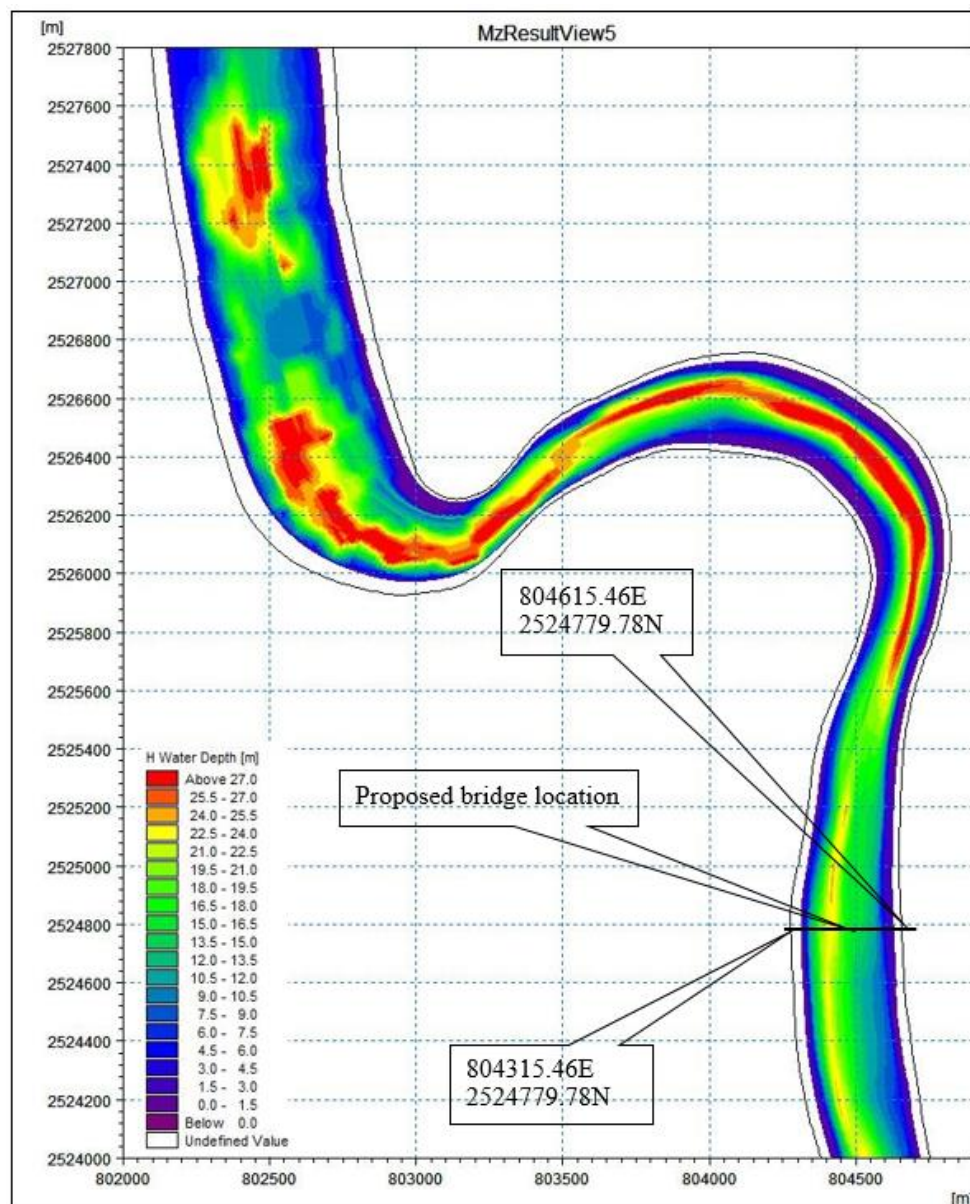 [m]
MzResultView5
2527800
2527600
2527400
2527200
2527000
2526800
2526600
2526400
2526200
2526000
2525800
2525600
2525400
2525200
2525000
2524800
2524600
2524400
2524200
2524000
804615.46E
2524779.78N
Proposed bridge location
804315.46E
2524779.78N
H Water Depth [m]
Above 27.0
25.5 - 27.0
24.0 - 25.5
22.5 - 24.0
21.0 - 22.5
19.5 - 21.0
18.0 - 19.5
16.5 - 18.0
15.0 - 16.5
13.5 - 15.0
12.0 - 13.5
10.5 - 12.0
9.0 - 10.5
7.5 - 9.0
6.0 - 7.5
4.5 - 6.0
3.0 - 4.5
1.5 - 3.0
0.0 - 1.5
Below 0.0
Undefined Value
802000 802500 803000 803500 804000 804500 [m]